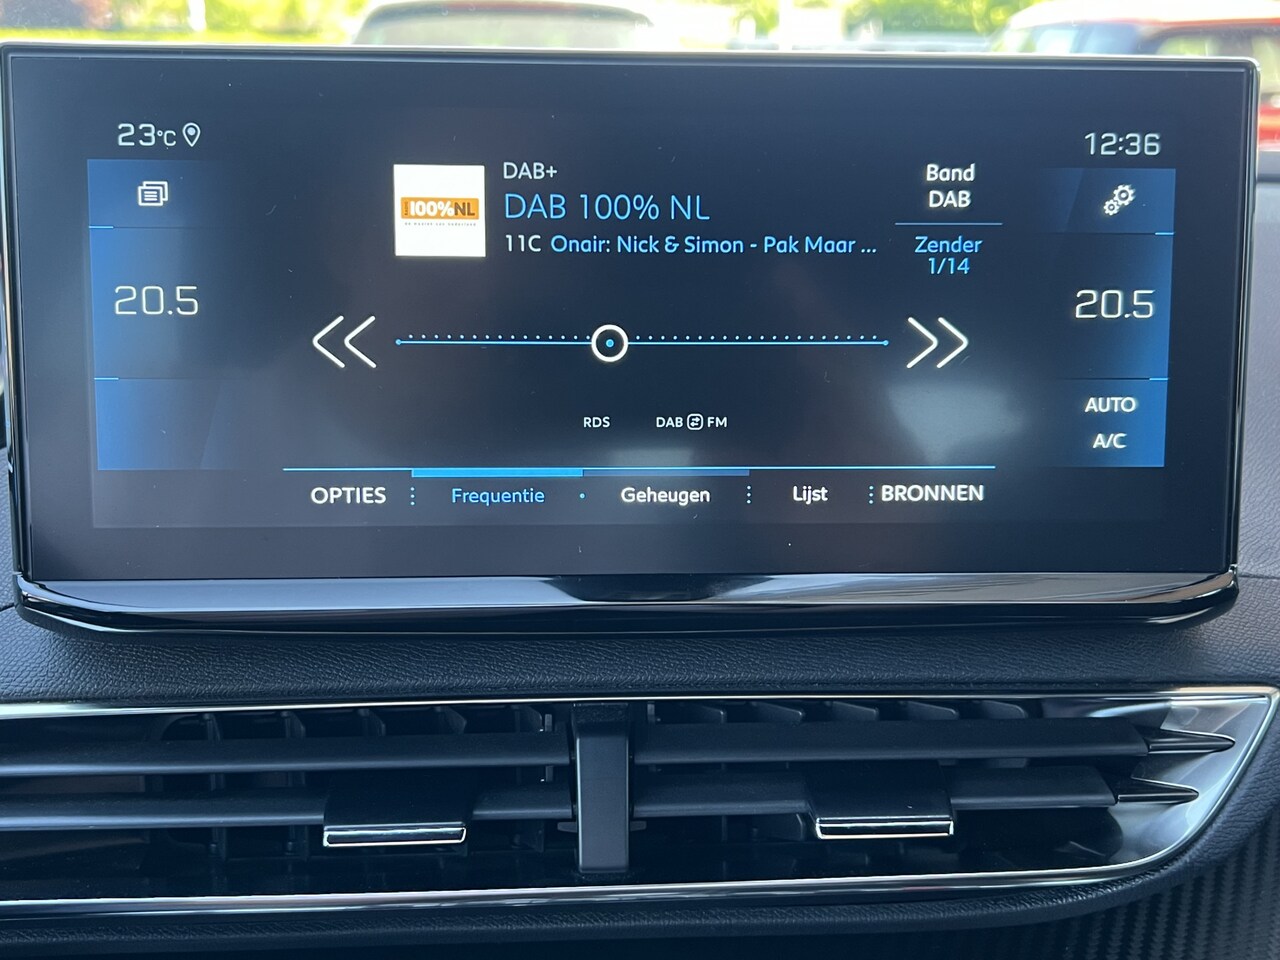 23°C
12:36
100%NL
DAB+
DAB 100% NL
11C Onair: Nick & Simon - Pak Maar ...
Band
DAB
Zender
1/14
20.5
20.5
RDS
DAB FM
AUTO
A/C
OPTIES
Frequentie
Geheugen
Lijst
BRONNEN